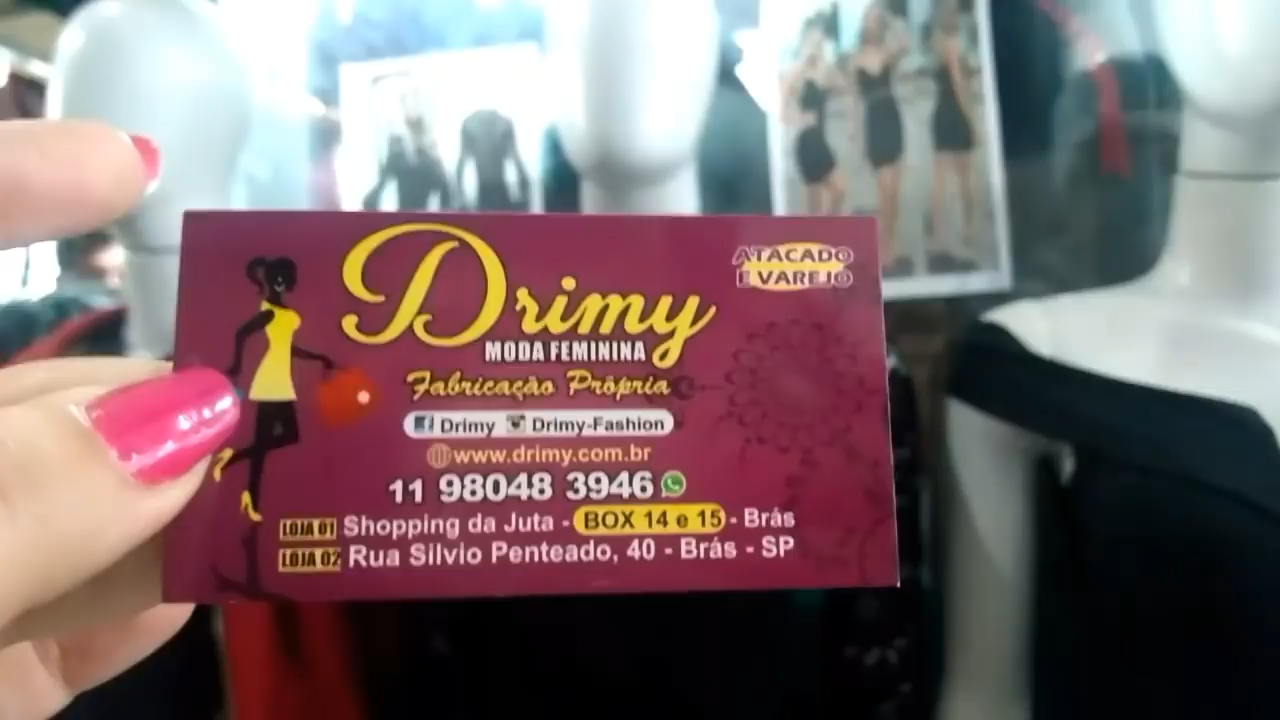 Drimy
ATACADO
E VAREJO
MODA FEMININA
Fabricação Própria
Drimy Drimy-Fashion
www.drimy.com.br
11 98048 3946
LOJA 01 Shopping da Juta - BOX 14 e 15 - Brás
LOJA 02 Rua Silvio Penteado, 40 - Brás - SP